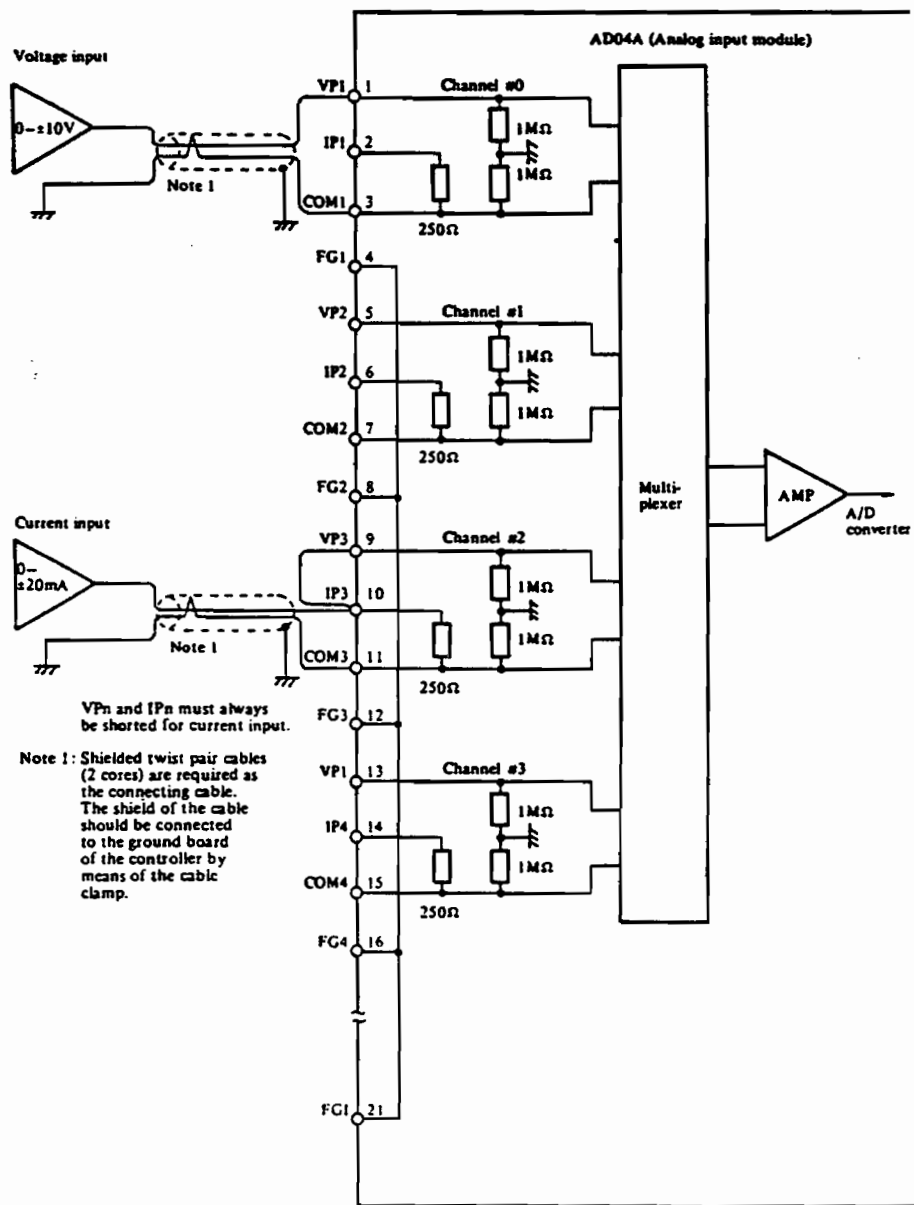 AD04A (Analog input module)
Voltage input
0–±10V
Note 1
VP1 1
Channel #0
1MΩ
IP1 2
1MΩ
COM1 3
250Ω
FG1 4
VP2 5
Channel #1
1MΩ
IP2 6
1MΩ
COM2 7
250Ω
FG2 8
Multi-
plexer
AMP
A/D
converter
Current input
0–
±20mA
Note 1
VP3 9
Channel #2
1MΩ
IP3 10
1MΩ
COM3 11
250Ω
FG3 12
VPn and IPn must always
be shorted for current input.
Note 1: Shielded twist pair cables
(2 cores) are required as
the connecting cable.
The shield of the cable
should be connected
to the ground board
of the controller by
means of the cable
clamp.
VP1 13
Channel #3
1MΩ
IP4 14
1MΩ
COM4 15
250Ω
FG4 16
FG1 21